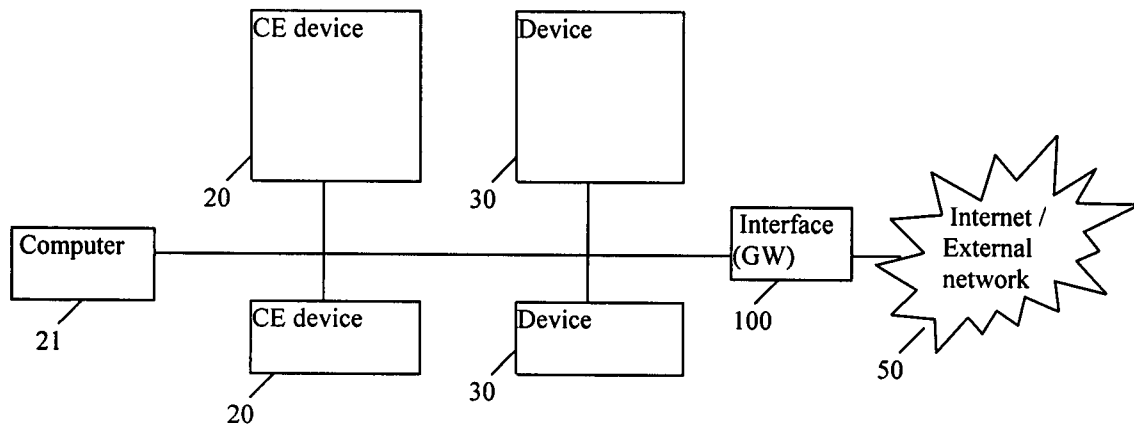 CE device
Device
20
30
Computer
Interface
(GW)
Internet /
External
network
21
CE device
Device
100
50
20
30